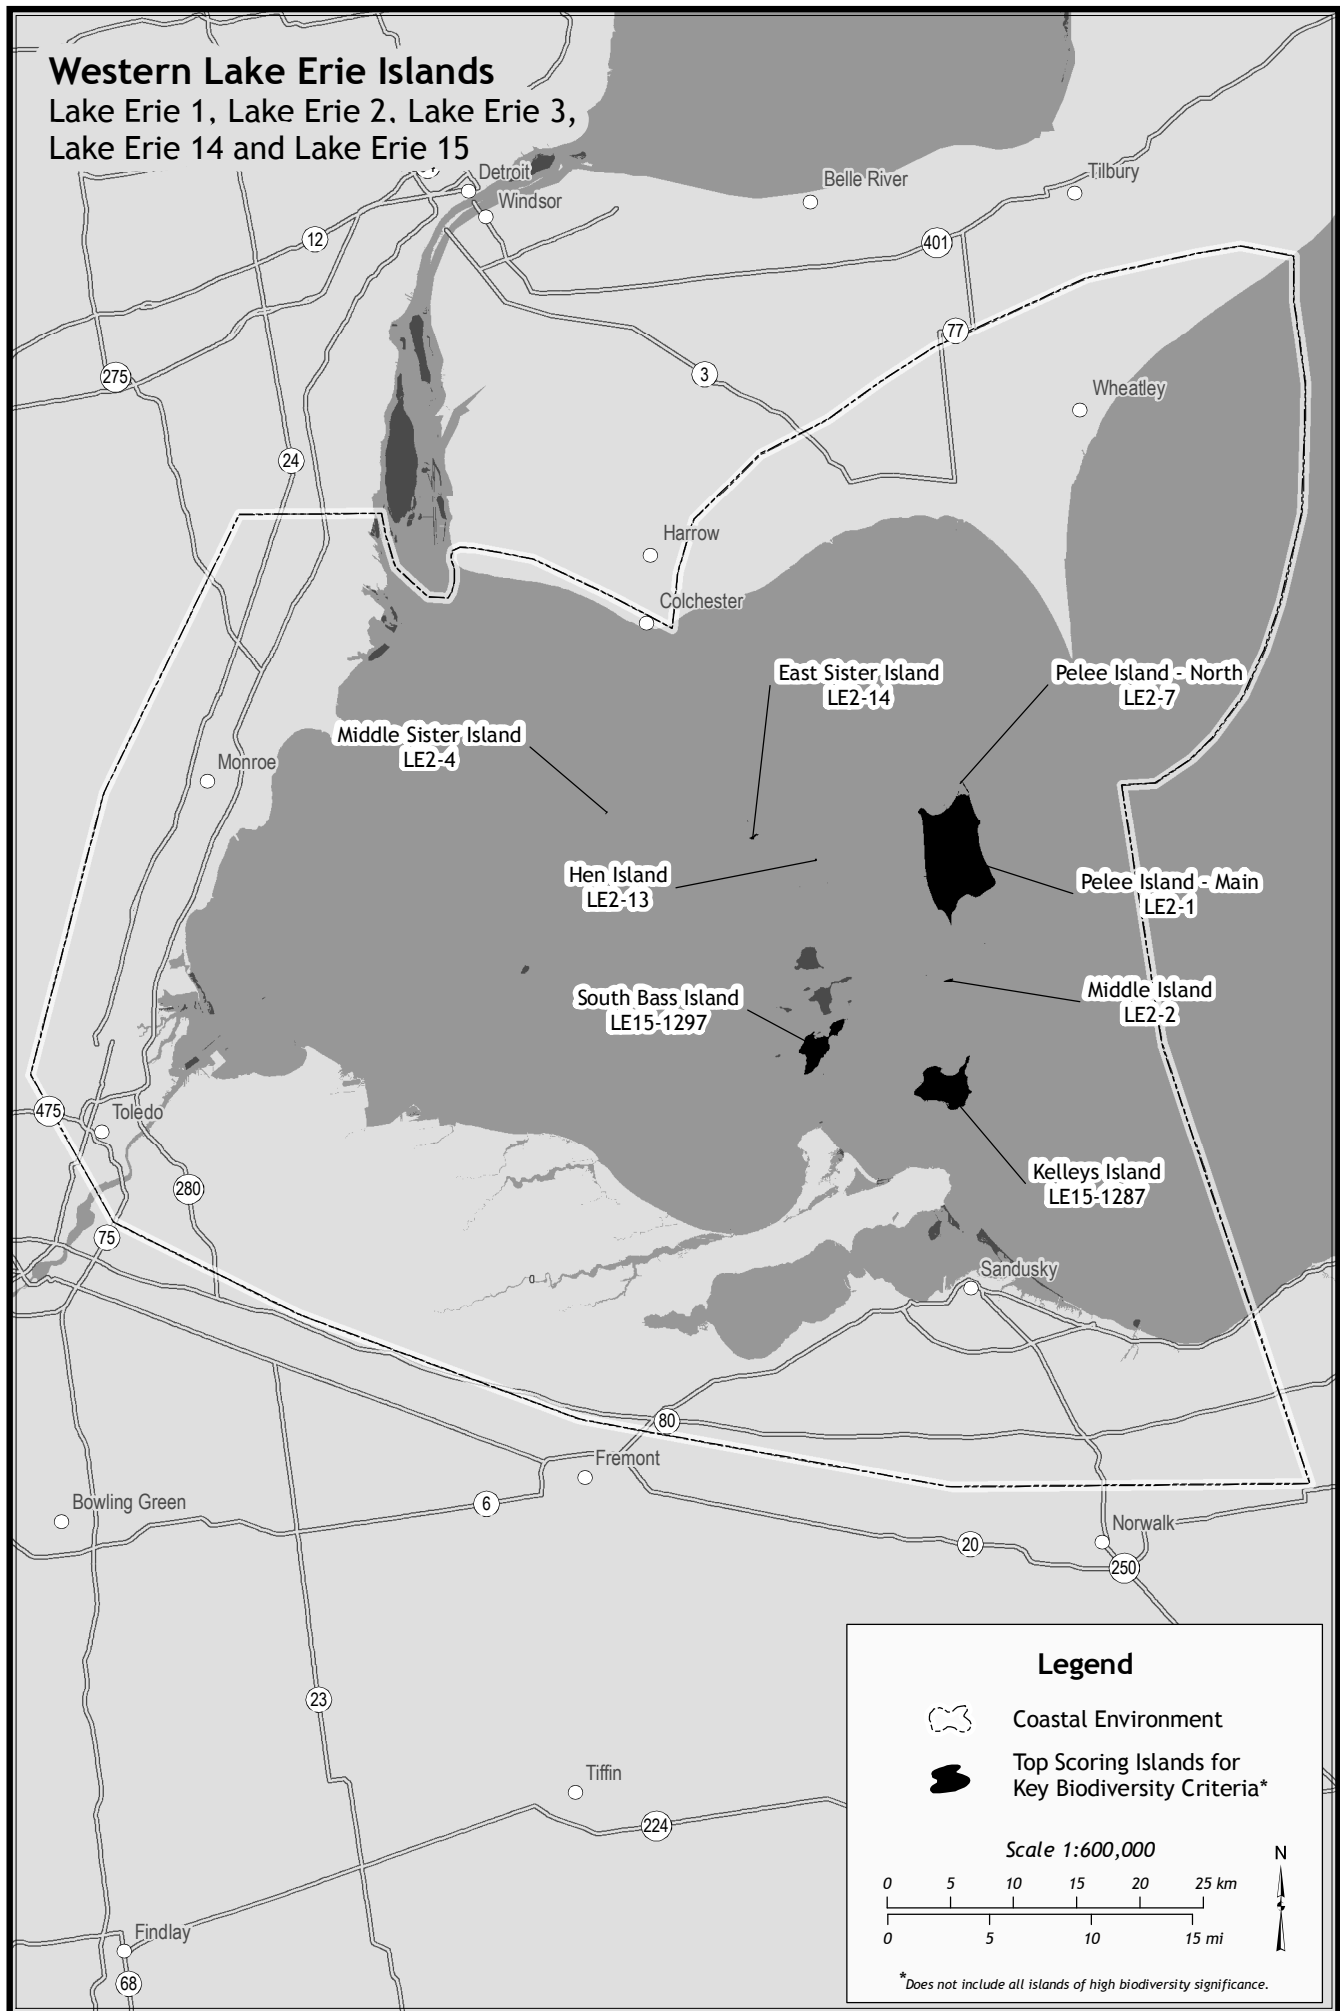 Western Lake Erie Islands
Lake Erie 1, Lake Erie 2, Lake Erie 3,
Lake Erie 14 and Lake Erie 15
Detroit
Windsor
Belle River
Tilbury
12
401
77
275
3
Wheatley
24
Harrow
Colchester
East Sister Island
LE2-14
Pelee Island - North
LE2-7
Middle Sister Island
LE2-4
Monroe
Hen Island
LE2-13
Pelee Island - Main
LE2-1
South Bass Island
LE15-1297
Middle Island
LE2-2
475
Toledo
280
Kelleys Island
LE15-1287
75
Sandusky
80
Fremont
Bowling Green
6
Norwalk
20
250
23
Tiffin
224
Findlay
68
Legend
Coastal Environment
Top Scoring Islands for
Key Biodiversity Criteria*
Scale 1:600,000
N
0 5 10 15 20 25 km
0 5 10 15 mi
*Does not include all islands of high biodiversity significance.